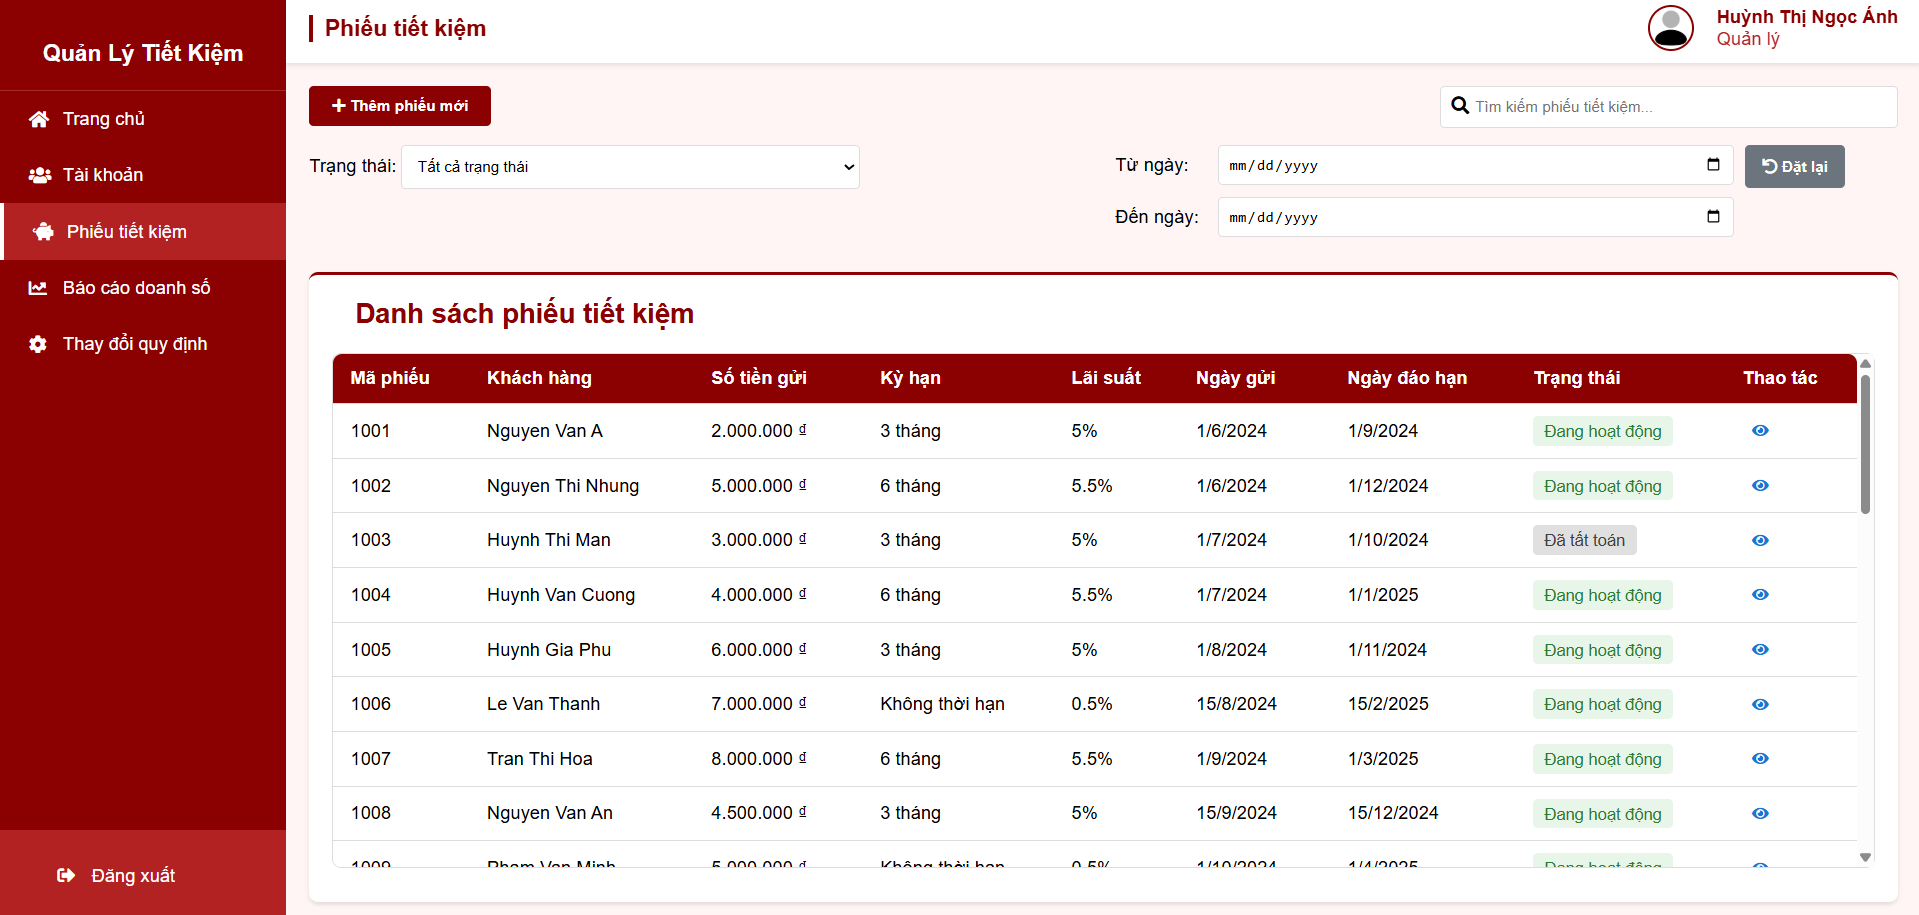 Quản Lý Tiết Kiệm
Trang chủ
Tài khoản
Phiếu tiết kiệm
Báo cáo doanh số
Thay đổi quy định
Đăng xuất
Phiếu tiết kiệm
Huỳnh Thị Ngọc Ánh
Quản lý
Thêm phiếu mới
Tìm kiếm phiếu tiết kiệm...
Trạng thái: Tất cả trạng thái
Từ ngày: mm/dd/yyyy
Đặt lại
Đến ngày: mm/dd/yyyy
Danh sách phiếu tiết kiệm
Mã phiếu Khách hàng Số tiền gửi Kỳ hạn Lãi suất Ngày gửi Ngày đáo hạn Trạng thái Thao tác
1001 Nguyen Van A 2.000.000 ₫ 3 tháng 5% 1/6/2024 1/9/2024 Đang hoạt động
1002 Nguyen Thi Nhung 5.000.000 ₫ 6 tháng 5.5% 1/6/2024 1/12/2024 Đang hoạt động
1003 Huynh Thi Man 3.000.000 ₫ 3 tháng 5% 1/7/2024 1/10/2024 Đã tất toán
1004 Huynh Van Cuong 4.000.000 ₫ 6 tháng 5.5% 1/7/2024 1/1/2025 Đang hoạt động
1005 Huynh Gia Phu 6.000.000 ₫ 3 tháng 5% 1/8/2024 1/11/2024 Đang hoạt động
1006 Le Van Thanh 7.000.000 ₫ Không thời hạn 0.5% 15/8/2024 15/2/2025 Đang hoạt động
1007 Tran Thi Hoa 8.000.000 ₫ 6 tháng 5.5% 1/9/2024 1/3/2025 Đang hoạt động
1008 Nguyen Van An 4.500.000 ₫ 3 tháng 5% 15/9/2024 15/12/2024 Đang hoạt động
1009 Pham Van Minh 5.000.000 ₫ Không thời hạn 0.5% 1/10/2024 1/4/2025 Đang hoạt động